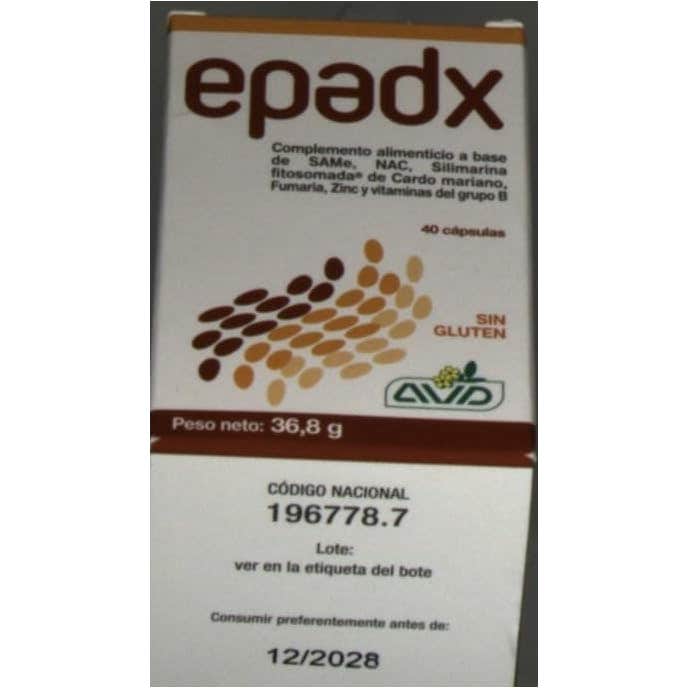 epadx
Complemento alimenticio a base
de SAMe, NAC, Silimarina
fitosomada® de Cardo mariano,
Fumaria, Zinc y vitaminas del grupo B
40 cápsulas
SIN
GLUTEN
AVD
Peso neto: 36,8 g
CÓDIGO NACIONAL
196778.7
Lote:
ver en la etiqueta del bote
Consumir preferentemente antes de:
12/2028